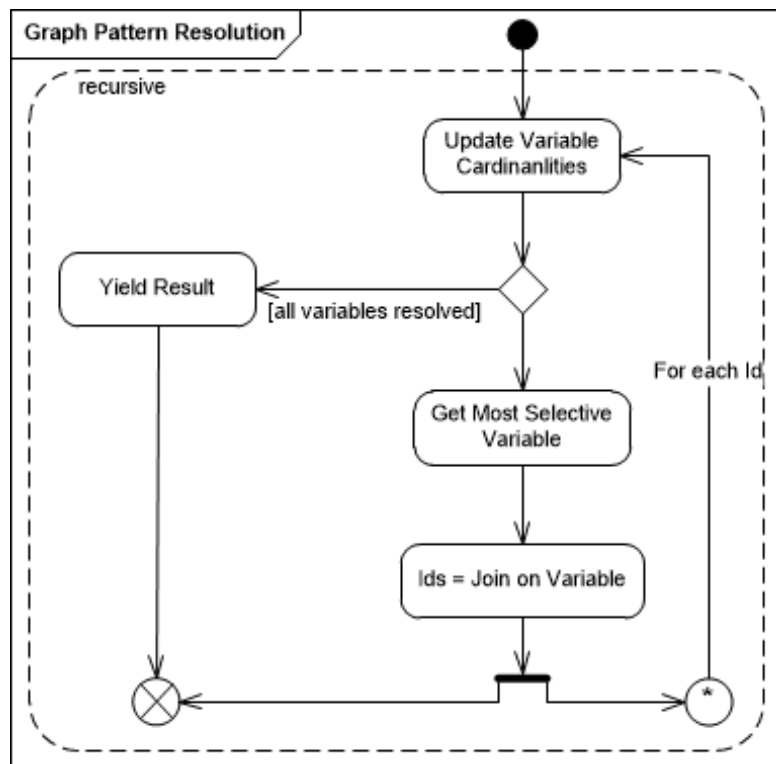 Graph Pattern Resolution
recursive
Update Variable
Cardinanlities
Yield Result
[all variables resolved]
For each Id
Get Most Selective
Variable
Ids = Join on Variable
*